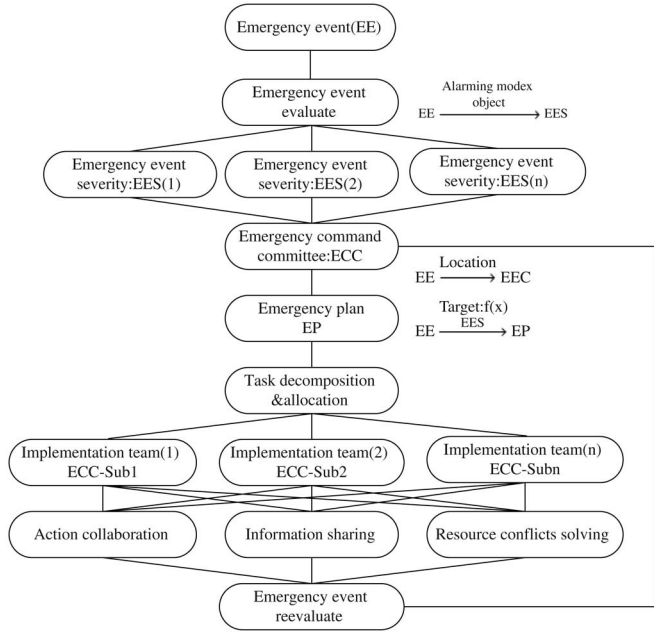 Emergency event(EE)
Emergency event
evaluate
Alarming modex
object
EE
EES
Emergency event
severity:EES(1)
Emergency event
severity:EES(2)
Emergency event
severity:EES(n)
Emergency command
committee:ECC
Location
EE
EEC
Emergency plan
EP
Target:f(x)
EES
EE
EP
Task decomposition
&allocation
Implementation team(1)
ECC-Sub1
Implementation team(2)
ECC-Sub2
Implementation team(n)
ECC-Subn
Action collaboration
Information sharing
Resource conflicts solving
Emergency event
reevaluate